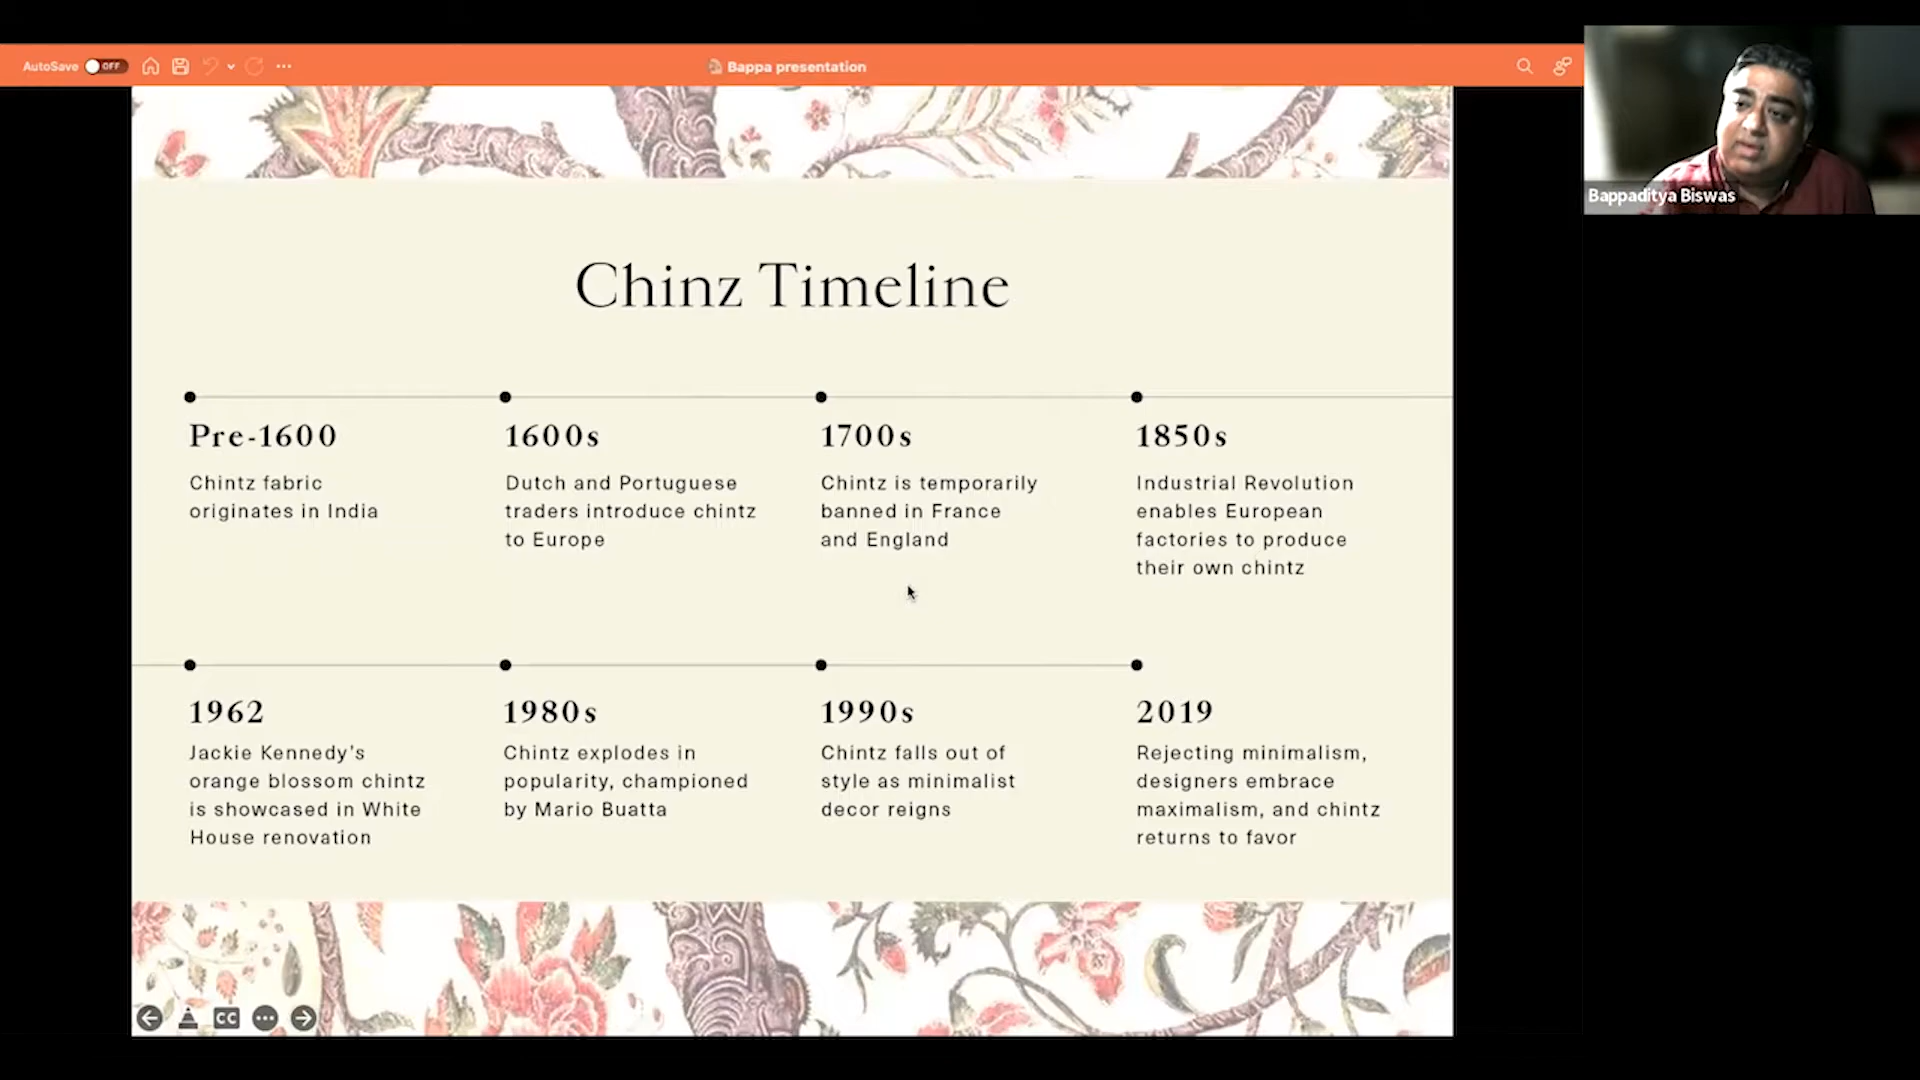 AutoSave OFF
Bappa presentation
Bappaditya Biswas
Chinz Timeline
Pre-1600
Chintz fabric
originates in India
1600s
Dutch and Portuguese
traders introduce chintz
to Europe
1700s
Chintz is temporarily
banned in France
and England
1850s
Industrial Revolution
enables European
factories to produce
their own chintz
1962
Jackie Kennedy's
orange blossom chintz
is showcased in White
House renovation
1980s
Chintz explodes in
popularity, championed
by Mario Buatta
1990s
Chintz falls out of
style as minimalist
decor reigns
2019
Rejecting minimalism,
designers embrace
maximalism, and chintz
returns to favor
CC